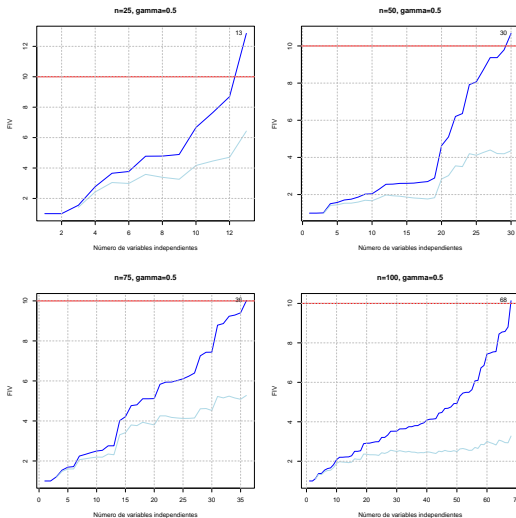 n=25, gamma=0.5
13
FIV
2 4 6 8 10 12
2 4 6 8 10 12
Número de variables independientes
n=50, gamma=0.5
30
FIV
2 4 6 8 10
0 5 10 15 20 25 30
Número de variables independientes
n=75, gamma=0.5
36
FIV
2 4 6 8 10
0 5 10 15 20 25 30 35
Número de variables independientes
n=100, gamma=0.5
68
FIV
2 4 6 8 10
0 10 20 30 40 50 60 70
Número de variables independientes